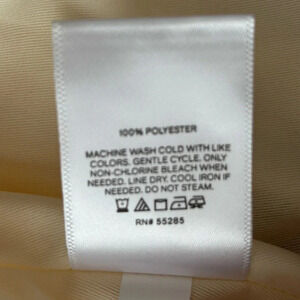 100% POLYESTER
MACHINE WASH COLD WITH LIKE
COLORS. GENTLE CYCLE. ONLY
NON-CHLORINE BLEACH WHEN
NEEDED. LINE DRY. COOL IRON IF
NEEDED. DO NOT STEAM.
RN# 55285